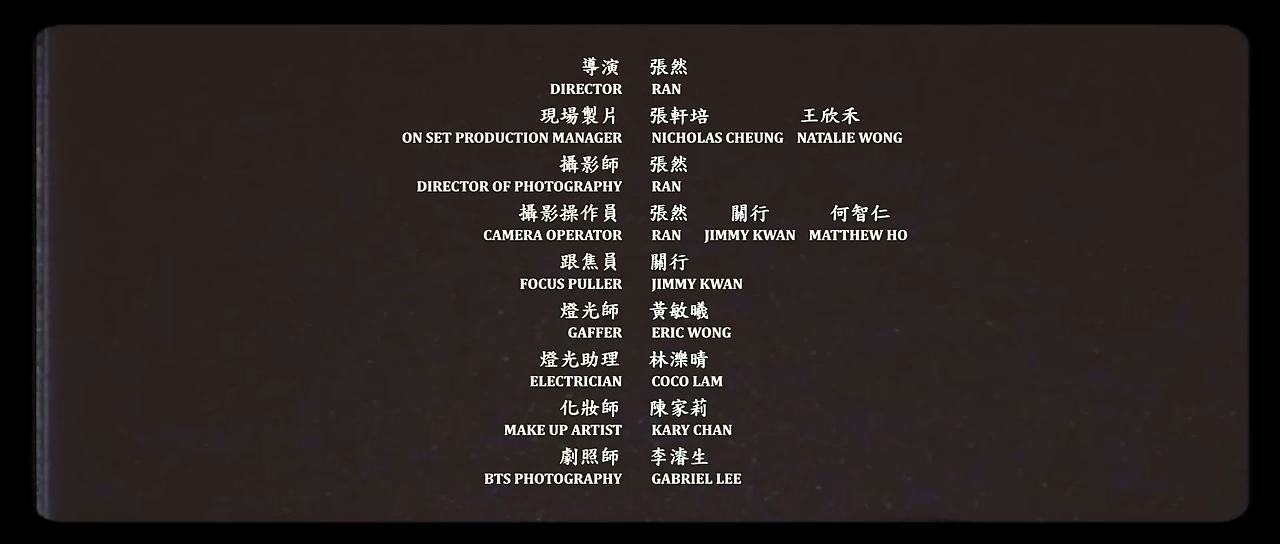 導演 張然
DIRECTOR RAN
現場製片 張軒培 王欣禾
ON SET PRODUCTION MANAGER NICHOLAS CHEUNG NATALIE WONG
攝影師 張然
DIRECTOR OF PHOTOGRAPHY RAN
攝影操作員 張然 關行 何智仁
CAMERA OPERATOR RAN JIMMY KWAN MATTHEW HO
跟焦員 關行
FOCUS PULLER JIMMY KWAN
燈光師 黃敏曦
GAFFER ERIC WONG
燈光助理 林濼晴
ELECTRICIAN COCO LAM
化妝師 陳家莉
MAKE UP ARTIST KARY CHAN
劇照師 李濬生
BTS PHOTOGRAPHY GABRIEL LEE